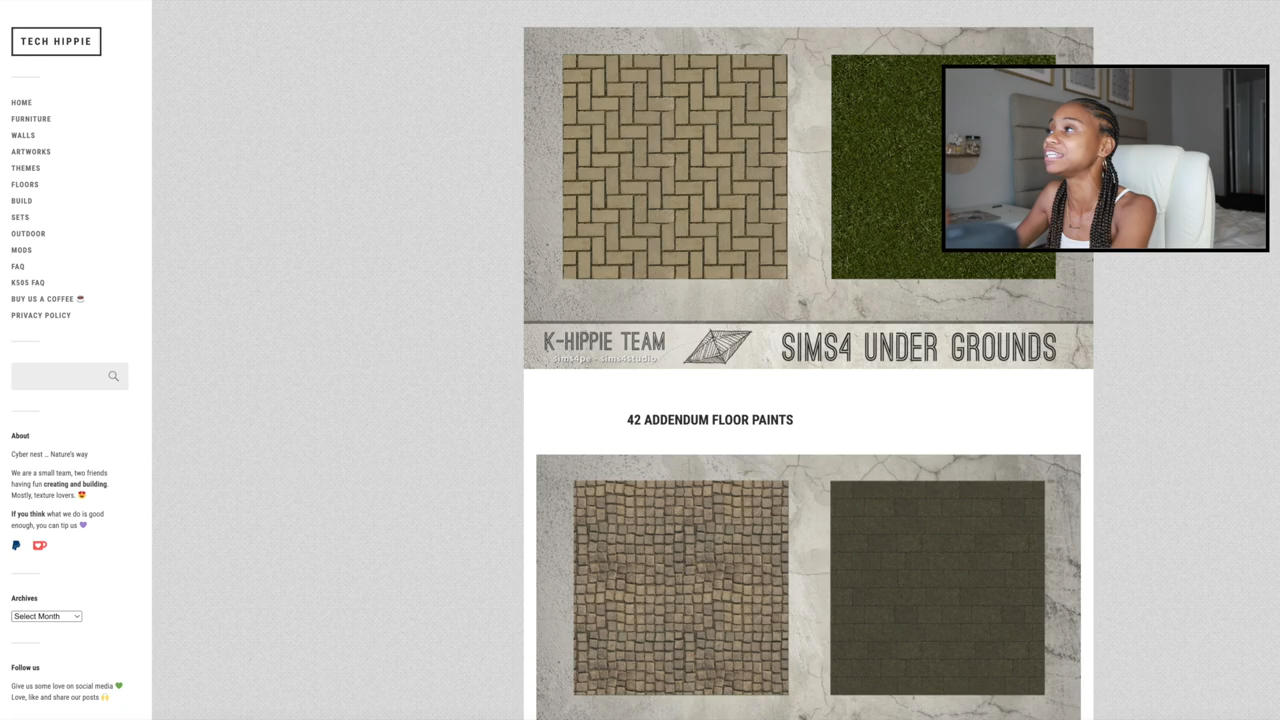 TECH HIPPIE
HOME
FURNITURE
WALLS
ARTWORKS
THEMES
FLOORS
BUILD
SETS
OUTDOOR
MODS
FAQ
K505 FAQ
BUY US A COFFEE ☕
PRIVACY POLICY
About
Cyber nest … Nature's way
We are a small team, two friends
having fun creating and building.
Mostly, texture lovers. 😍
If you think what we do is good
enough, you can tip us 💜
Archives
Select Month
Follow us
Give us some love on social media 💚
Love, like and share our posts 🙌
K-HIPPIE TEAM
sims4pe - sims4studio
SIMS4 UNDER GROUNDS
42 ADDENDUM FLOOR PAINTS